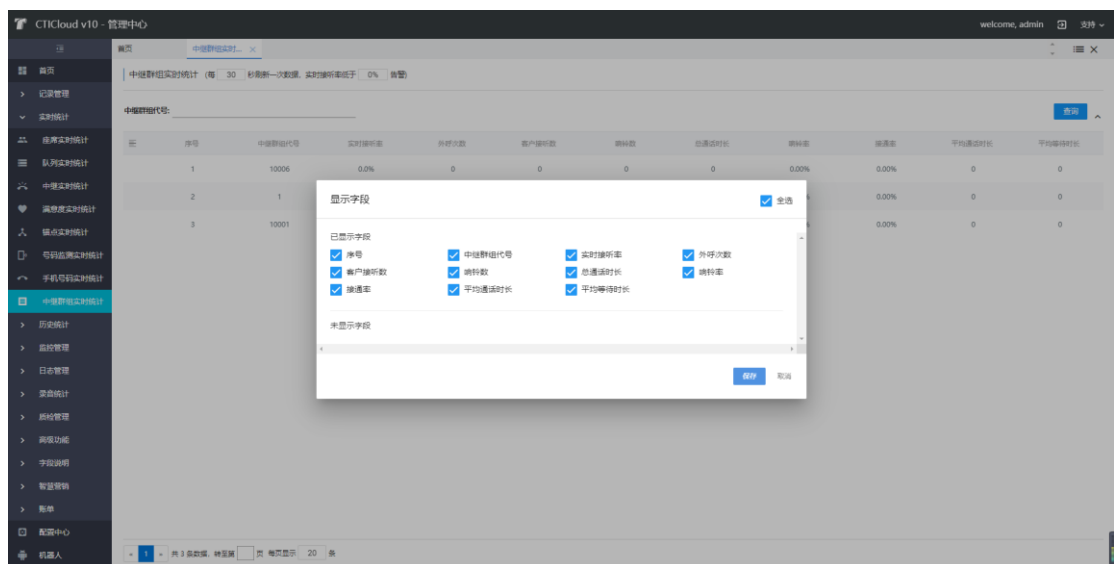 CTICloud v10 - 管理中心
welcome, admin 支持
首页
中继群组实时... ×
首页
记录管理
实时统计
座席实时统计
队列实时统计
中继实时统计
满意度实时统计
锚点实时统计
号码监测实时统计
手机号码实时统计
中继群组实时统计
历史统计
监控管理
日志管理
录音统计
质检管理
高级功能
字段说明
智慧营销
账单
配置中心
机器人
中继群组实时统计 (每 30 秒刷新一次数据, 实时接听率低于 0% 告警)
中继群组代号:
查询
序号 中继群组代号 实时接听率 外呼次数 客户接听数 响铃数 总通话时长 响铃率 接通率 平均通话时长 平均等待时长
1 10006 0.0% 0 0 0 0 0.00% 0.00% 0 0
2 1 0.00% 0 0
3 10001 0.00% 0 0
显示字段 全选
已显示字段
序号 中继群组代号 实时接听率 外呼次数
客户接听数 响铃数 总通话时长 响铃率
接通率 平均通话时长 平均等待时长
未显示字段
保存 取消
« 1 » 共 3 条数据, 转至第 页 每页显示 20 条